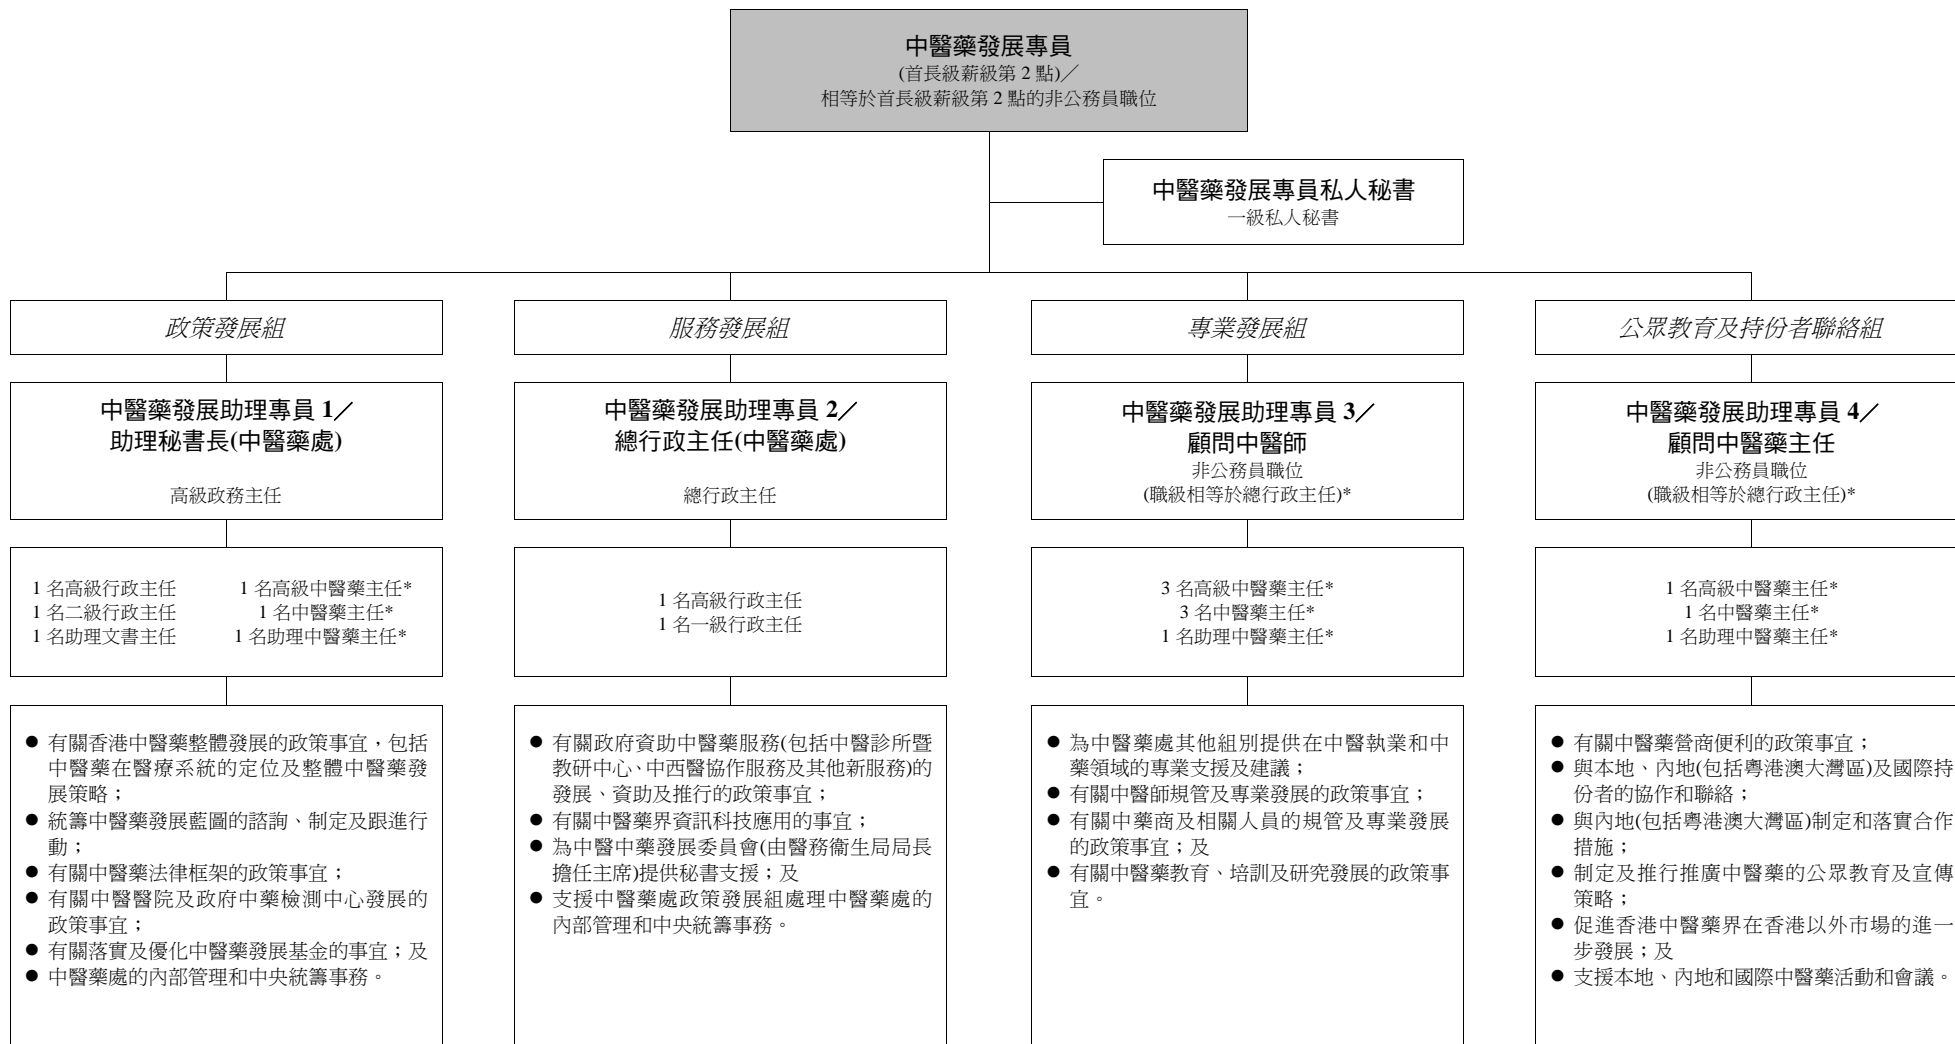 中醫藥發展專員
(首長級薪級第 2 點)／
相等於首長級薪級第 2 點的非公務員職位
中醫藥發展專員私人秘書
一級私人秘書
政策發展組
中醫藥發展助理專員 1／
助理秘書長(中醫藥處)
高級政務主任
1 名高級行政主任
1 名二級行政主任
1 名助理文書主任
1 名高級中醫藥主任*
1 名中醫藥主任*
1 名助理中醫藥主任*
● 有關香港中醫藥整體發展的政策事宜，包括
中醫藥在醫療系統的定位及整體中醫藥發
展策略；
● 統籌中醫藥發展藍圖的諮詢、制定及跟進行
動；
● 有關中醫藥法律框架的政策事宜；
● 有關中醫醫院及政府中藥檢測中心發展的
政策事宜；
● 有關落實及優化中醫藥發展基金的事宜；及
● 中醫藥處的內部管理和中央統籌事務。
服務發展組
中醫藥發展助理專員 2／
總行政主任(中醫藥處)
總行政主任
1 名高級行政主任
1 名一級行政主任
● 有關政府資助中醫藥服務(包括中醫診所暨
教研中心、中西醫協作服務及其他新服務)的
發展、資助及推行的政策事宜；
● 有關中醫藥界資訊科技應用的事宜；
● 為中醫中藥發展委員會(由醫務衞生局局長
擔任主席)提供秘書支援；及
● 支援中醫藥處政策發展組處理中醫藥處的
內部管理和中央統籌事務。
專業發展組
中醫藥發展助理專員 3／
顧問中醫師
非公務員職位
(職級相等於總行政主任)*
3 名高級中醫藥主任*
3 名中醫藥主任*
1 名助理中醫藥主任*
● 為中醫藥處其他組別提供在中醫執業和中
藥領域的專業支援及建議；
● 有關中醫師規管及專業發展的政策事宜；
● 有關中藥商及相關人員的規管及專業發展
的政策事宜；及
● 有關中醫藥教育、培訓及研究發展的政策事
宜。
公眾教育及持份者聯絡組
中醫藥發展助理專員 4／
顧問中醫藥主任
非公務員職位
(職級相等於總行政主任)*
1 名高級中醫藥主任*
1 名中醫藥主任*
1 名助理中醫藥主任*
● 有關中醫藥營商便利的政策事宜；
● 與本地、內地(包括粵港澳大灣區)及國際持
份者的協作和聯絡；
● 與內地(包括粵港澳大灣區)制定和落實合作
措施；
● 制定及推行推廣中醫藥的公眾教育及宣傳
策略；
● 促進香港中醫藥界在香港以外市場的進一
步發展；及
● 支援本地、內地和國際中醫藥活動和會議。